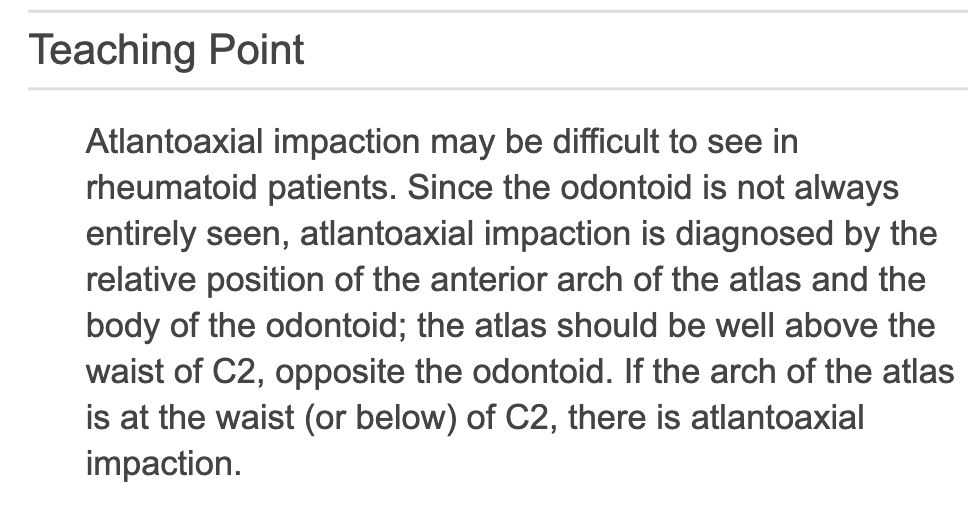 Teaching Point
Atlantoaxial impaction may be difficult to see in
rheumatoid patients. Since the odontoid is not always
entirely seen, atlantoaxial impaction is diagnosed by the
relative position of the anterior arch of the atlas and the
body of the odontoid; the atlas should be well above the
waist of C2, opposite the odontoid. If the arch of the atlas
is at the waist (or below) of C2, there is atlantoaxial
impaction.